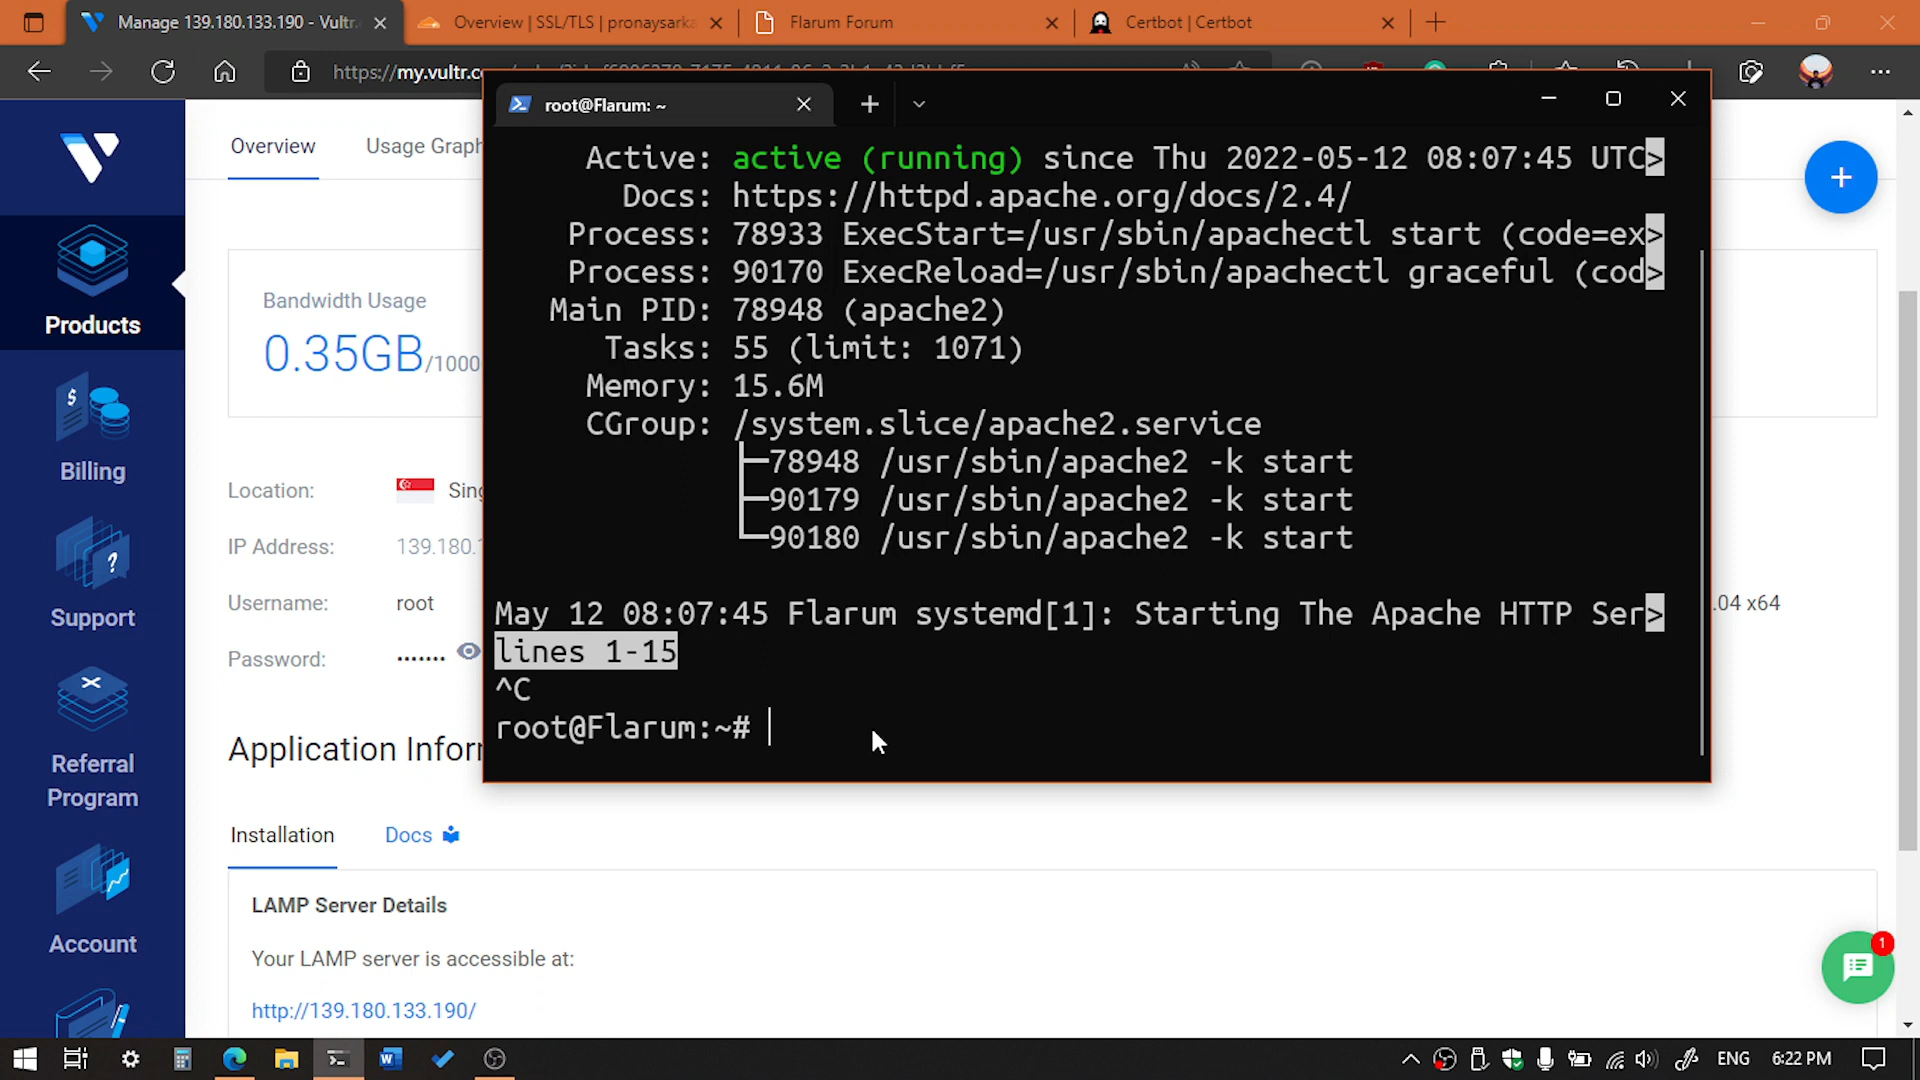 Manage 139.180.133.190 - Vultr.
Overview | SSL/TLS | pronaysarka
Flarum Forum
Certbot | Certbot
https://my.vultr.co
root@Flarum: ~
Overview
Usage Graph
Active: active (running) since Thu 2022-05-12 08:07:45 UTC>
Docs: https://httpd.apache.org/docs/2.4/
Process: 78933 ExecStart=/usr/sbin/apachectl start (code=ex>
Process: 90170 ExecReload=/usr/sbin/apachectl graceful (cod>
Main PID: 78948 (apache2)
Tasks: 55 (limit: 1071)
Memory: 15.6M
CGroup: /system.slice/apache2.service
├─78948 /usr/sbin/apache2 -k start
├─90179 /usr/sbin/apache2 -k start
└─90180 /usr/sbin/apache2 -k start
May 12 08:07:45 Flarum systemd[1]: Starting The Apache HTTP Ser>
lines 1-15
^C
root@Flarum:~#
Products
Billing
Support
Referral
Program
Account
Bandwidth Usage
0.35GB/1000
Location: Sing
IP Address: 139.180.1
Username: root
.04 x64
Password: •••••••
Application Inform
Installation
Docs
LAMP Server Details
Your LAMP server is accessible at:
http://139.180.133.190/
1
ENG
6:22 PM